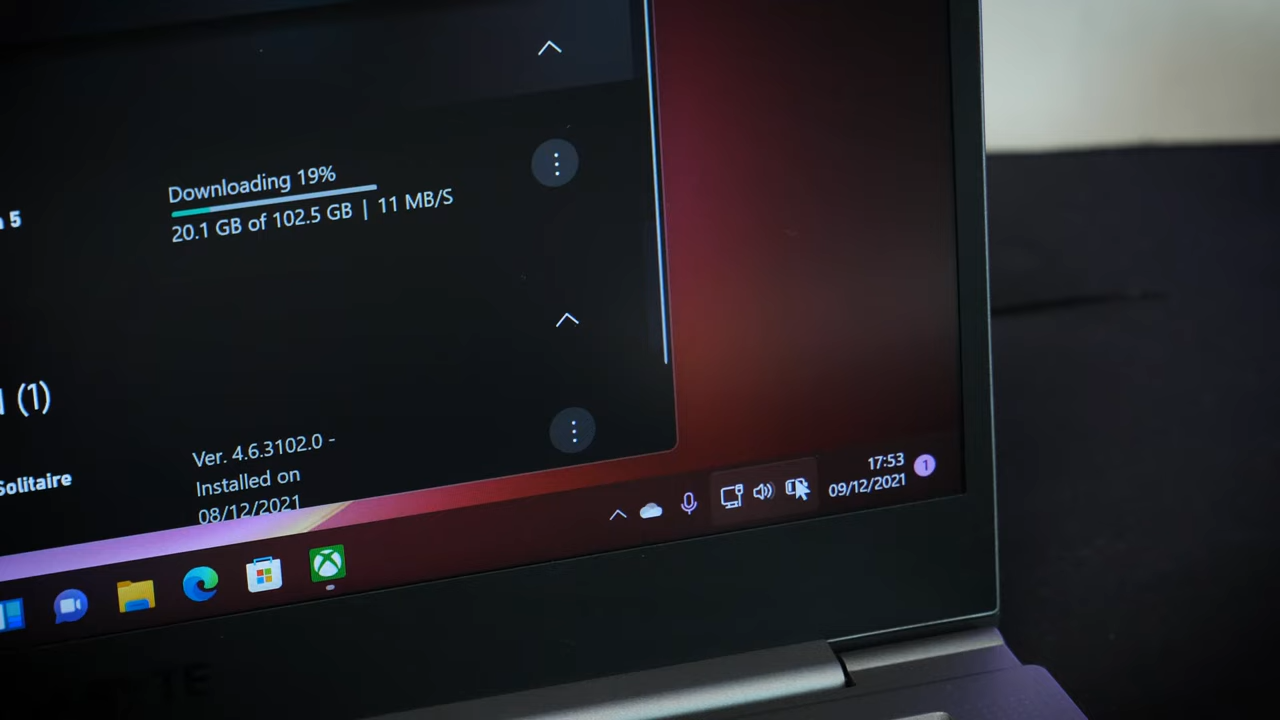 Downloading 19%
5
20.1 GB of 102.5 GB | 11 MB/S
(1)
Ver. 4.6.3102.0 -
Installed on
08/12/2021
Solitaire
17:53
09/12/2021
1